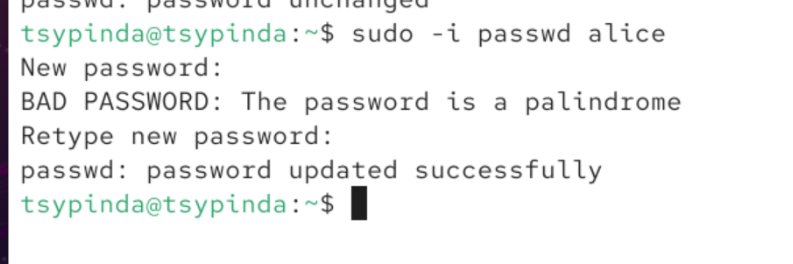 passwd: password unchanged
tsypinda@tsypinda:~$ sudo -i passwd alice
New password:
BAD PASSWORD: The password is a palindrome
Retype new password:
passwd: password updated successfully
tsypinda@tsypinda:~$